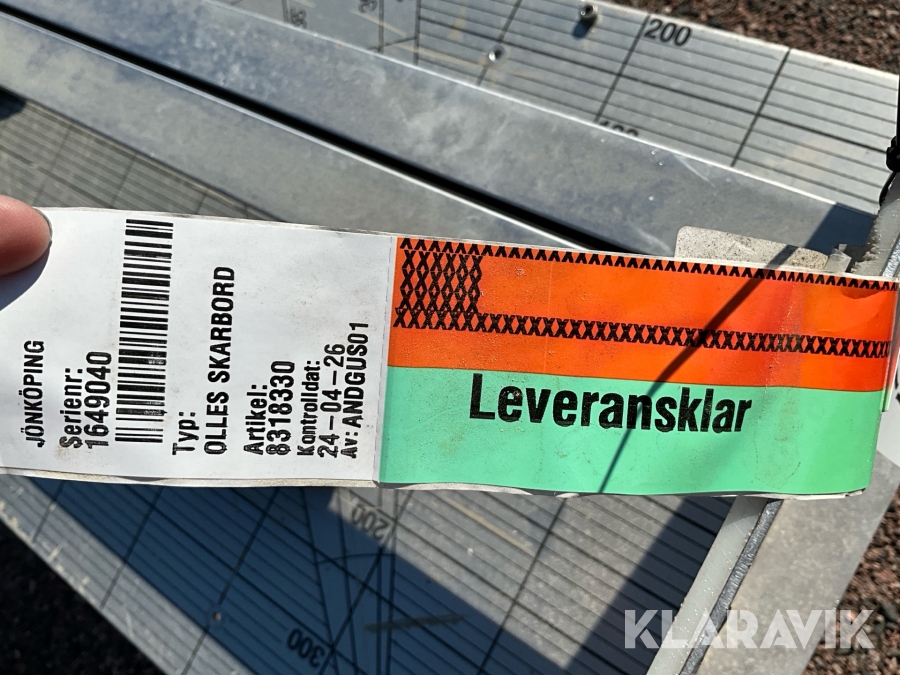 200
JÖNKÖPING
Serienr:
1649040
Typ:
OLLES SKARBORD
Artikel:
8318330
Kontrolldat:
24-04-26
Av: ANDGUS01
Leveransklar
200
300
KLARAVIK